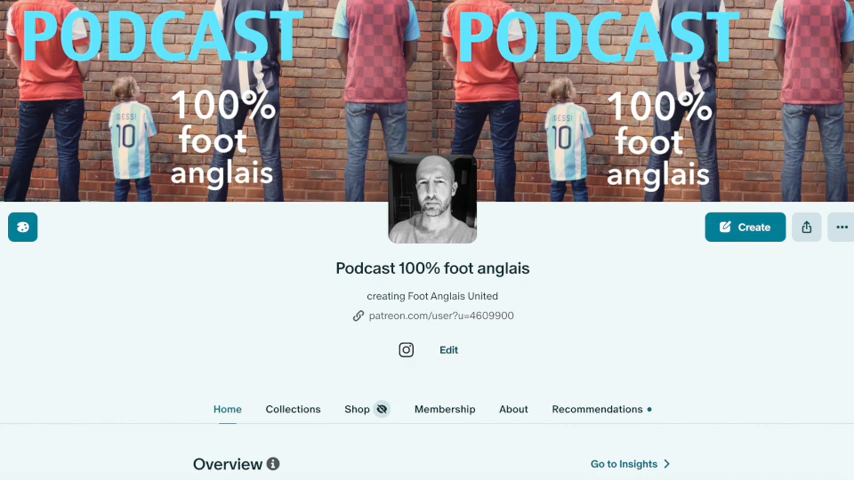 PODCAST
100%
foot
anglais
MESSI
10
PODCAST
100%
foot
anglais
10
Create
Podcast 100% foot anglais
creating Foot Anglais United
patreon.com/user?u=4609900
Edit
Home Collections Shop Membership About Recommendations
Overview
Go to Insights